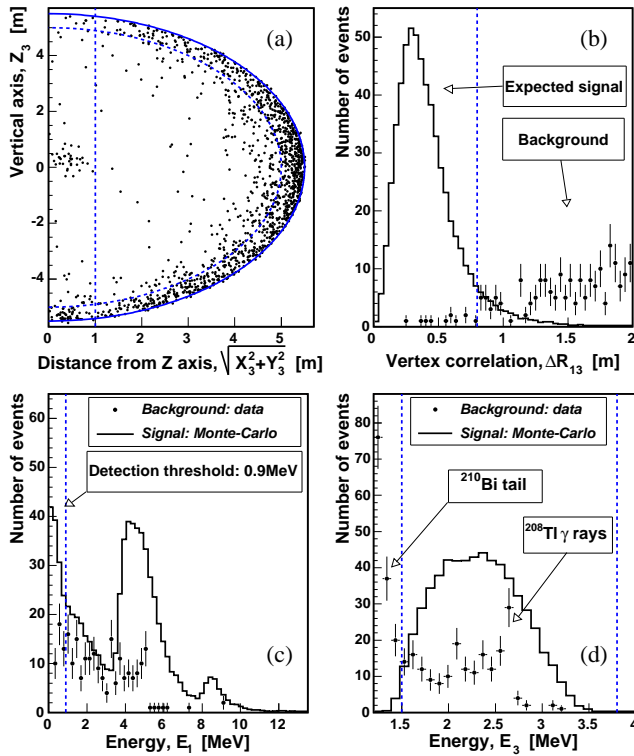 Vertical axis, Z3 [m]
4
2
0
-2
-4
(a)
0 1 2 3 4 5
Distance from Z axis, √X3²+Y3² [m]
Number of events
50
40
30
20
10
0
(b)
Expected signal
Background
0 0.5 1 1.5 2
Vertex correlation, ΔR13 [m]
Number of events
60
50
40
30
20
10
0
Background: data
Signal: Monte-Carlo
Detection threshold: 0.9MeV
(c)
0 2 4 6 8 10 12
Energy, E1 [MeV]
Number of events
80
70
60
50
40
30
20
10
0
Background: data
Signal: Monte-Carlo
210Bi tail
208Tl γ rays
(d)
1.5 2 2.5 3 3.5 4
Energy, E3 [MeV]